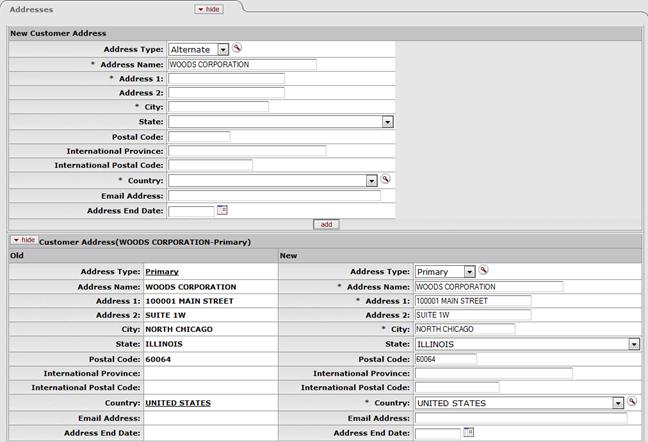 Addresses hide
New Customer Address
Address Type: Alternate
* Address Name: WOODS CORPORATION
* Address 1:
Address 2:
* City:
State:
Postal Code:
International Province:
International Postal Code:
* Country:
Email Address:
Address End Date:
add
hide Customer Address(WOODS CORPORATION-Primary)
Old New
Address Type: Primary Address Type: Primary
Address Name: WOODS CORPORATION * Address Name: WOODS CORPORATION
Address 1: 100001 MAIN STREET * Address 1: 100001 MAIN STREET
Address 2: SUITE 1W Address 2: SUITE 1W
City: NORTH CHICAGO * City: NORTH CHICAGO
State: ILLINOIS State: ILLINOIS
Postal Code: 60064 Postal Code: 60064
International Province: International Province:
International Postal Code: International Postal Code:
Country: UNITED STATES * Country: UNITED STATES
Email Address: Email Address:
Address End Date: Address End Date: